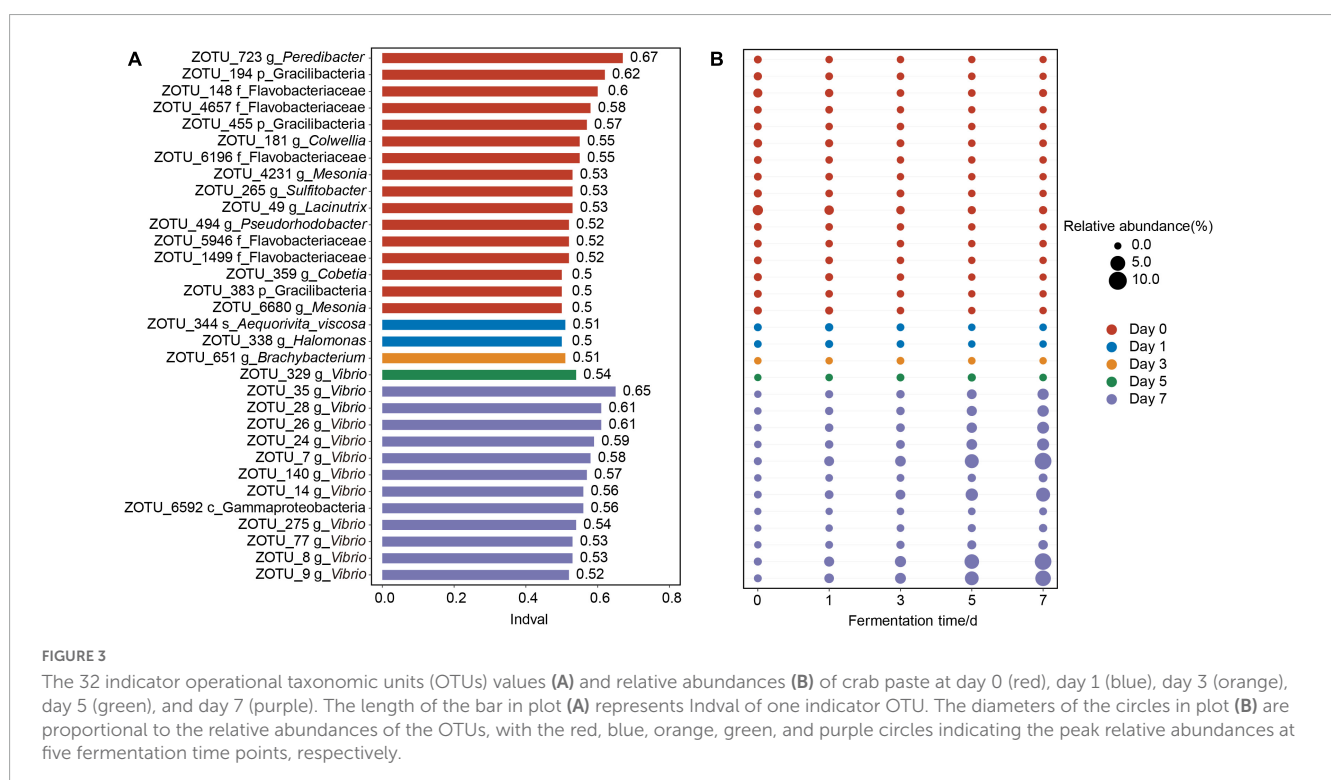 A
B
ZOTU_723 g_Peredibacter 0.67
ZOTU_194 p_Gracilibacteria 0.62
ZOTU_148 f_Flavobacteriaceae 0.6
ZOTU_4657 f_Flavobacteriaceae 0.58
ZOTU_455 p_Gracilibacteria 0.57
ZOTU_181 g_Colwellia 0.55
ZOTU_6196 f_Flavobacteriaceae 0.55
ZOTU_4231 g_Mesonia 0.53
ZOTU_265 g_Sulfitobacter 0.53
ZOTU_49 g_Lacinutrix 0.53
ZOTU_494 g_Pseudorhodobacter 0.52
ZOTU_5946 f_Flavobacteriaceae 0.52
ZOTU_1499 f_Flavobacteriaceae 0.52
ZOTU_359 g_Cobetia 0.5
ZOTU_383 p_Gracilibacteria 0.5
ZOTU_6680 g_Mesonia 0.5
ZOTU_344 s_Aequorivita_viscosa 0.51
ZOTU_338 g_Halomonas 0.5
ZOTU_651 g_Brachybacterium 0.51
ZOTU_329 g_Vibrio 0.54
ZOTU_35 g_Vibrio 0.65
ZOTU_28 g_Vibrio 0.61
ZOTU_26 g_Vibrio 0.61
ZOTU_24 g_Vibrio 0.59
ZOTU_7 g_Vibrio 0.58
ZOTU_140 g_Vibrio 0.57
ZOTU_14 g_Vibrio 0.56
ZOTU_6592 c_Gammaproteobacteria 0.56
ZOTU_275 g_Vibrio 0.54
ZOTU_77 g_Vibrio 0.53
ZOTU_8 g_Vibrio 0.53
ZOTU_9 g_Vibrio 0.52
0.0 0.2 0.4 0.6 0.8
Indval
0 1 3 5 7
Fermentation time/d
Relative abundance(%)
0.0
5.0
10.0
Day 0
Day 1
Day 3
Day 5
Day 7
FIGURE 3
The 32 indicator operational taxonomic units (OTUs) values (A) and relative abundances (B) of crab paste at day 0 (red), day 1 (blue), day 3 (orange),
day 5 (green), and day 7 (purple). The length of the bar in plot (A) represents Indval of one indicator OTU. The diameters of the circles in plot (B) are
proportional to the relative abundances of the OTUs, with the red, blue, orange, green, and purple circles indicating the peak relative abundances at
five fermentation time points, respectively.